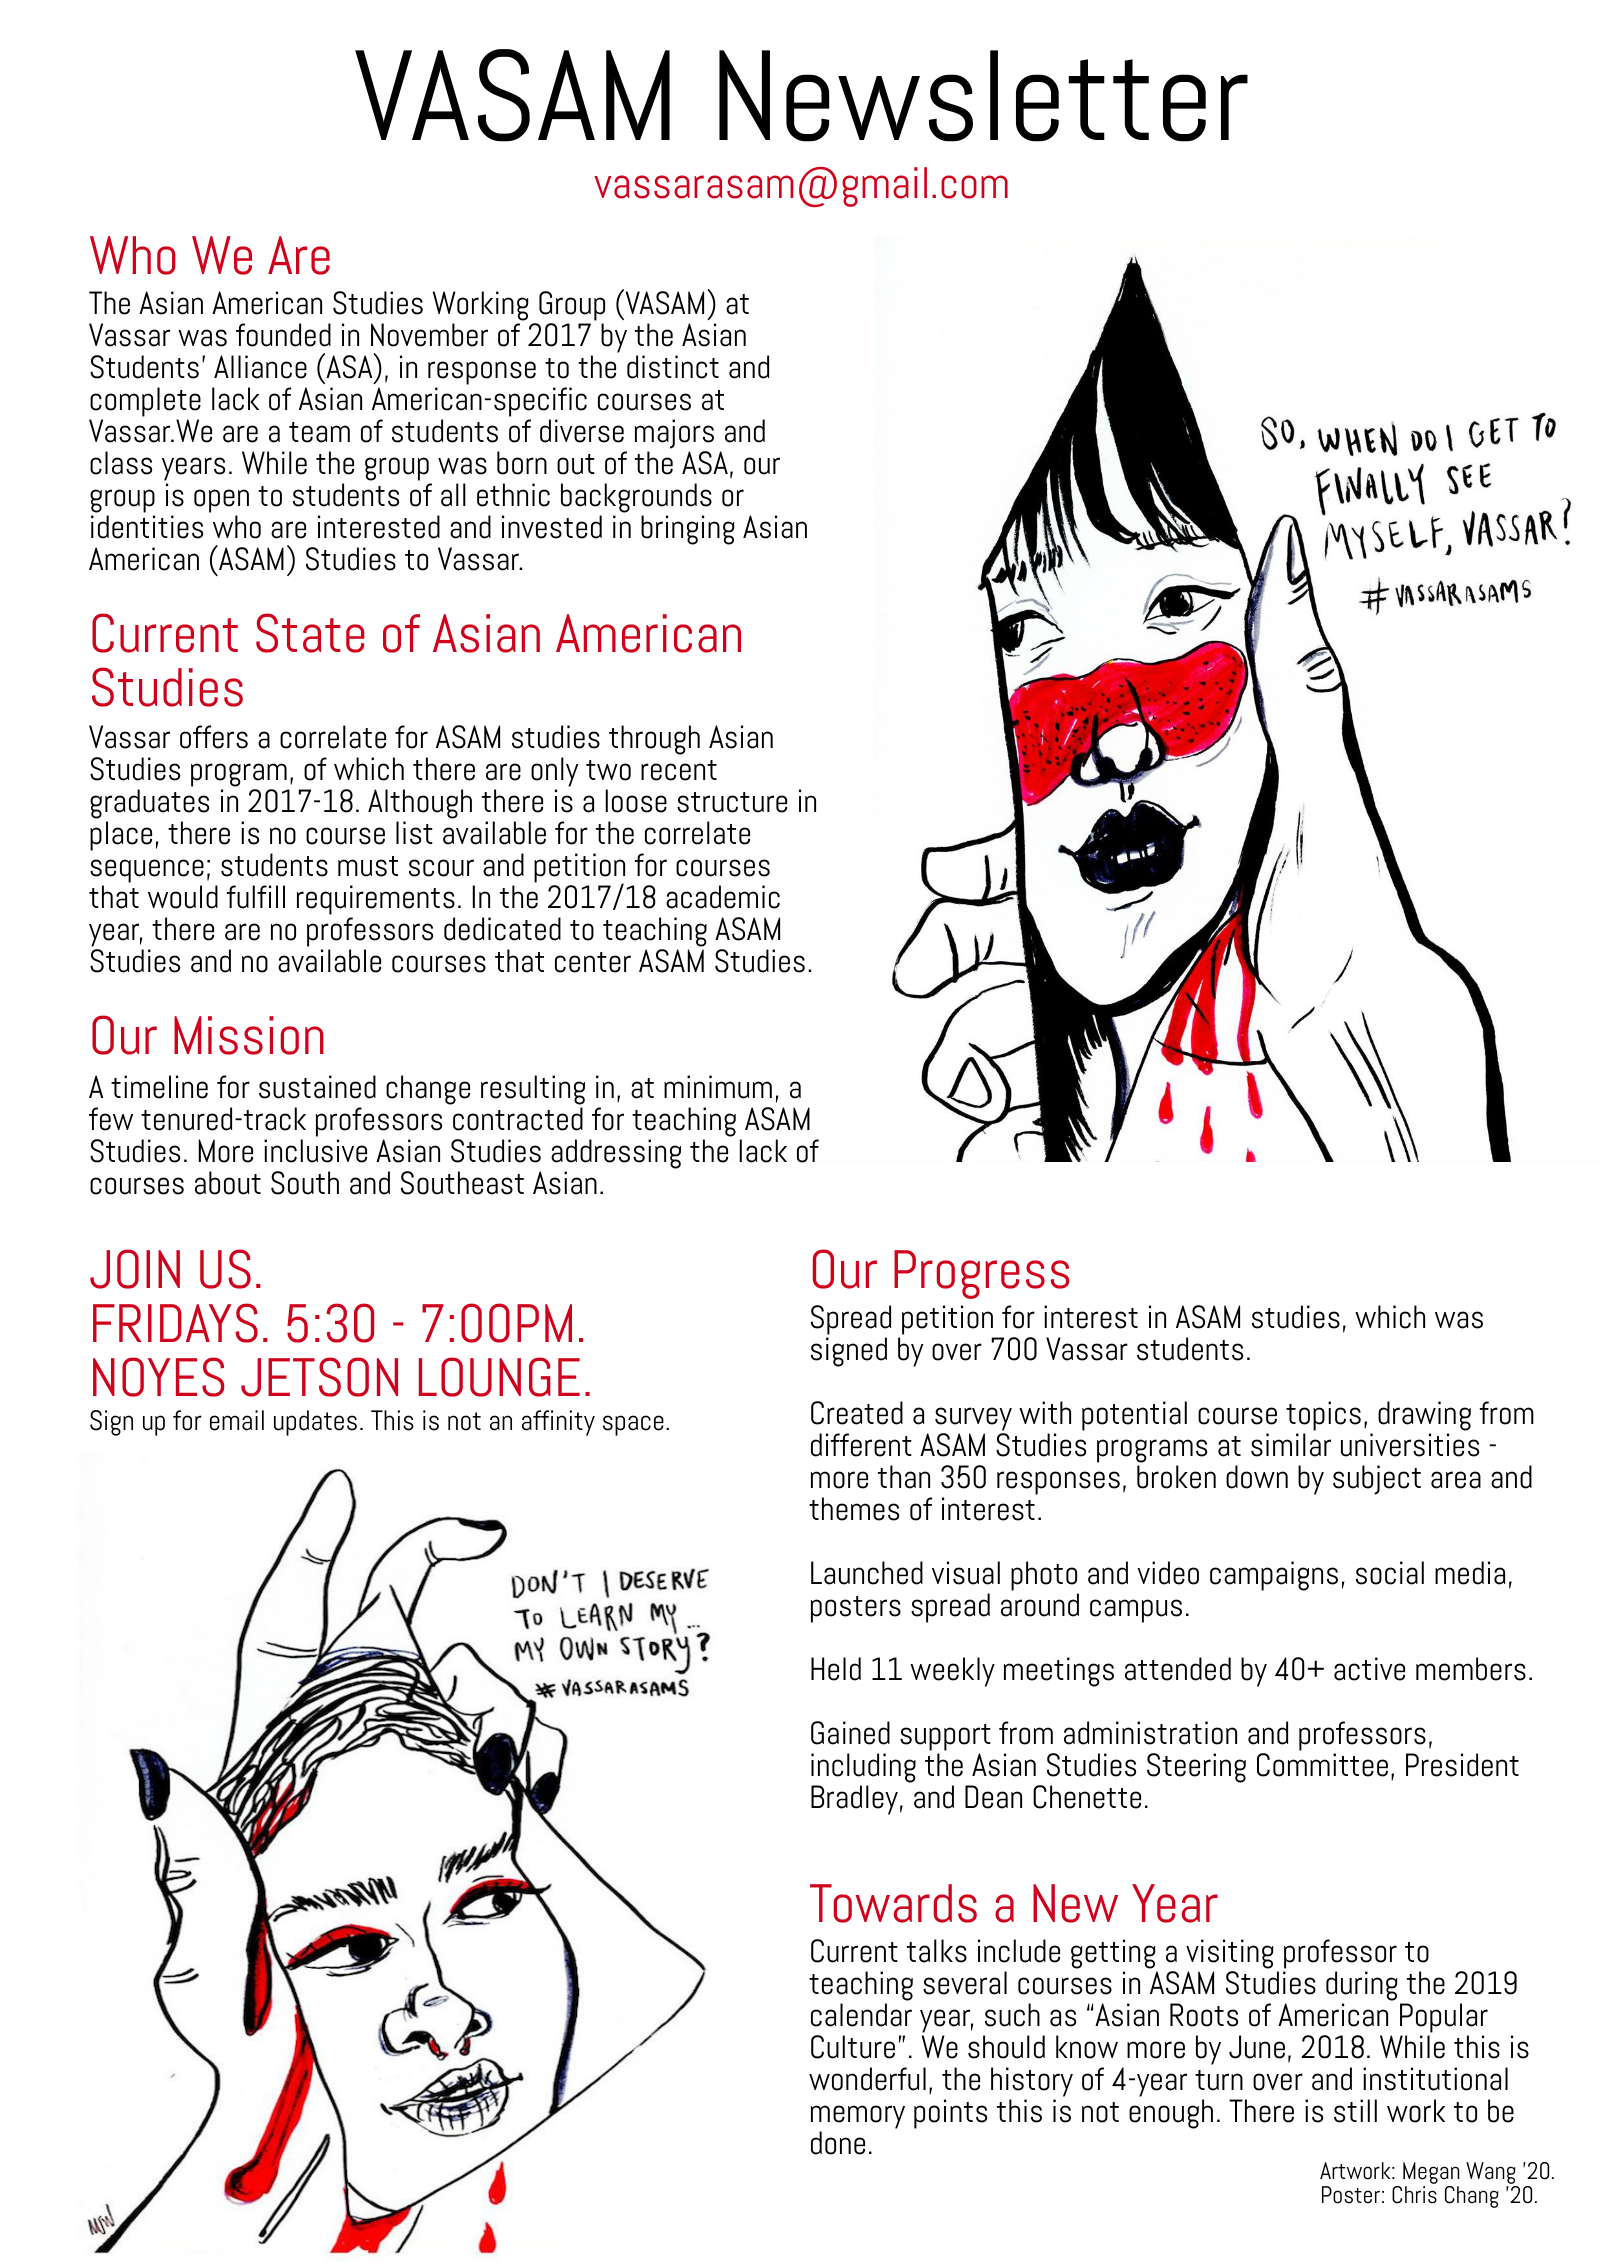 VASAM Newsletter
vassarasam@gmail.com
Who We Are
The Asian American Studies Working Group (VASAM) at
Vassar was founded in November of 2017 by the Asian
Students' Alliance (ASA), in response to the distinct and
complete lack of Asian American-specific courses at
Vassar.We are a team of students of diverse majors and
class years. While the group was born out of the ASA, our
group is open to students of all ethnic backgrounds or
identities who are interested and invested in bringing Asian
American (ASAM) Studies to Vassar.
Current State of Asian American
Studies
Vassar offers a correlate for ASAM studies through Asian
Studies program, of which there are only two recent
graduates in 2017-18. Although there is a loose structure in
place, there is no course list available for the correlate
sequence; students must scour and petition for courses
that would fulfill requirements. In the 2017/18 academic
year, there are no professors dedicated to teaching ASAM
Studies and no available courses that center ASAM Studies.
Our Mission
A timeline for sustained change resulting in, at minimum, a
few tenured-track professors contracted for teaching ASAM
Studies. More inclusive Asian Studies addressing the lack of
courses about South and Southeast Asian.
SO, WHEN DO I GET TO
FINALLY SEE
MYSELF, VASSAR?
#VASSARASAMS
JOIN US.
FRIDAYS. 5:30 - 7:00PM.
NOYES JETSON LOUNGE.
Sign up for email updates. This is not an affinity space.
DON'T I DESERVE
TO LEARN MY...
MY OWN STORY?
#VASSARASAMS
MSW
Our Progress
Spread petition for interest in ASAM studies, which was
signed by over 700 Vassar students.
Created a survey with potential course topics, drawing from
different ASAM Studies programs at similar universities -
more than 350 responses, broken down by subject area and
themes of interest.
Launched visual photo and video campaigns, social media,
posters spread around campus.
Held 11 weekly meetings attended by 40+ active members.
Gained support from administration and professors,
including the Asian Studies Steering Committee, President
Bradley, and Dean Chenette.
Towards a New Year
Current talks include getting a visiting professor to
teaching several courses in ASAM Studies during the 2019
calendar year, such as “Asian Roots of American Popular
Culture”. We should know more by June, 2018. While this is
wonderful, the history of 4-year turn over and institutional
memory points this is not enough. There is still work to be
done.
Artwork: Megan Wang '20.
Poster: Chris Chang '20.